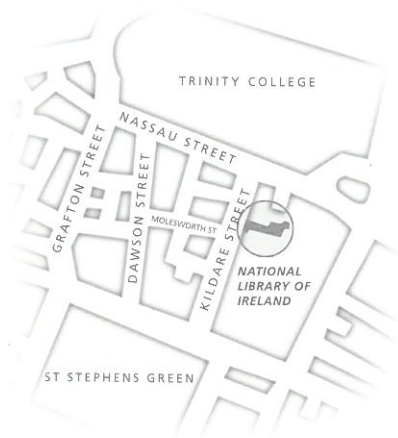 TRINITY COLLEGE
NASSAU STREET
GRAFTON STREET
DAWSON STREET
MOLESWORTH ST
KILDARE STREET
NATIONAL
LIBRARY OF
IRELAND
ST STEPHENS GREEN